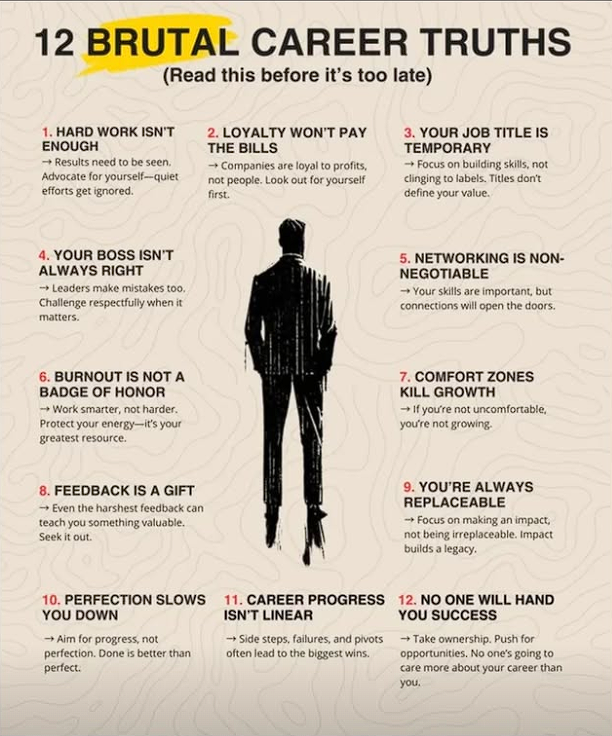 12 BRUTAL CAREER TRUTHS
(Read this before it's too late)
1. HARD WORK ISN'T
ENOUGH
→ Results need to be seen.
Advocate for yourself—quiet
efforts get ignored.
2. LOYALTY WON'T PAY
THE BILLS
→ Companies are loyal to profits,
not people. Look out for yourself
first.
3. YOUR JOB TITLE IS
TEMPORARY
→ Focus on building skills, not
clinging to labels. Titles don't
define your value.
4. YOUR BOSS ISN'T
ALWAYS RIGHT
→ Leaders make mistakes too.
Challenge respectfully when it
matters.
5. NETWORKING IS NON-
NEGOTIABLE
→ Your skills are important, but
connections will open the doors.
6. BURNOUT IS NOT A
BADGE OF HONOR
→ Work smarter, not harder.
Protect your energy—it's your
greatest resource.
7. COMFORT ZONES
KILL GROWTH
→ If you're not uncomfortable,
you're not growing.
8. FEEDBACK IS A GIFT
→ Even the harshest feedback can
teach you something valuable.
Seek it out.
9. YOU'RE ALWAYS
REPLACEABLE
→ Focus on making an impact,
not being irreplaceable. Impact
builds a legacy.
10. PERFECTION SLOWS
YOU DOWN
→ Aim for progress, not
perfection. Done is better than
perfect.
11. CAREER PROGRESS
ISN'T LINEAR
→ Side steps, failures, and pivots
often lead to the biggest wins.
12. NO ONE WILL HAND
YOU SUCCESS
→ Take ownership. Push for
opportunities. No one's going to
care more about your career than
you.